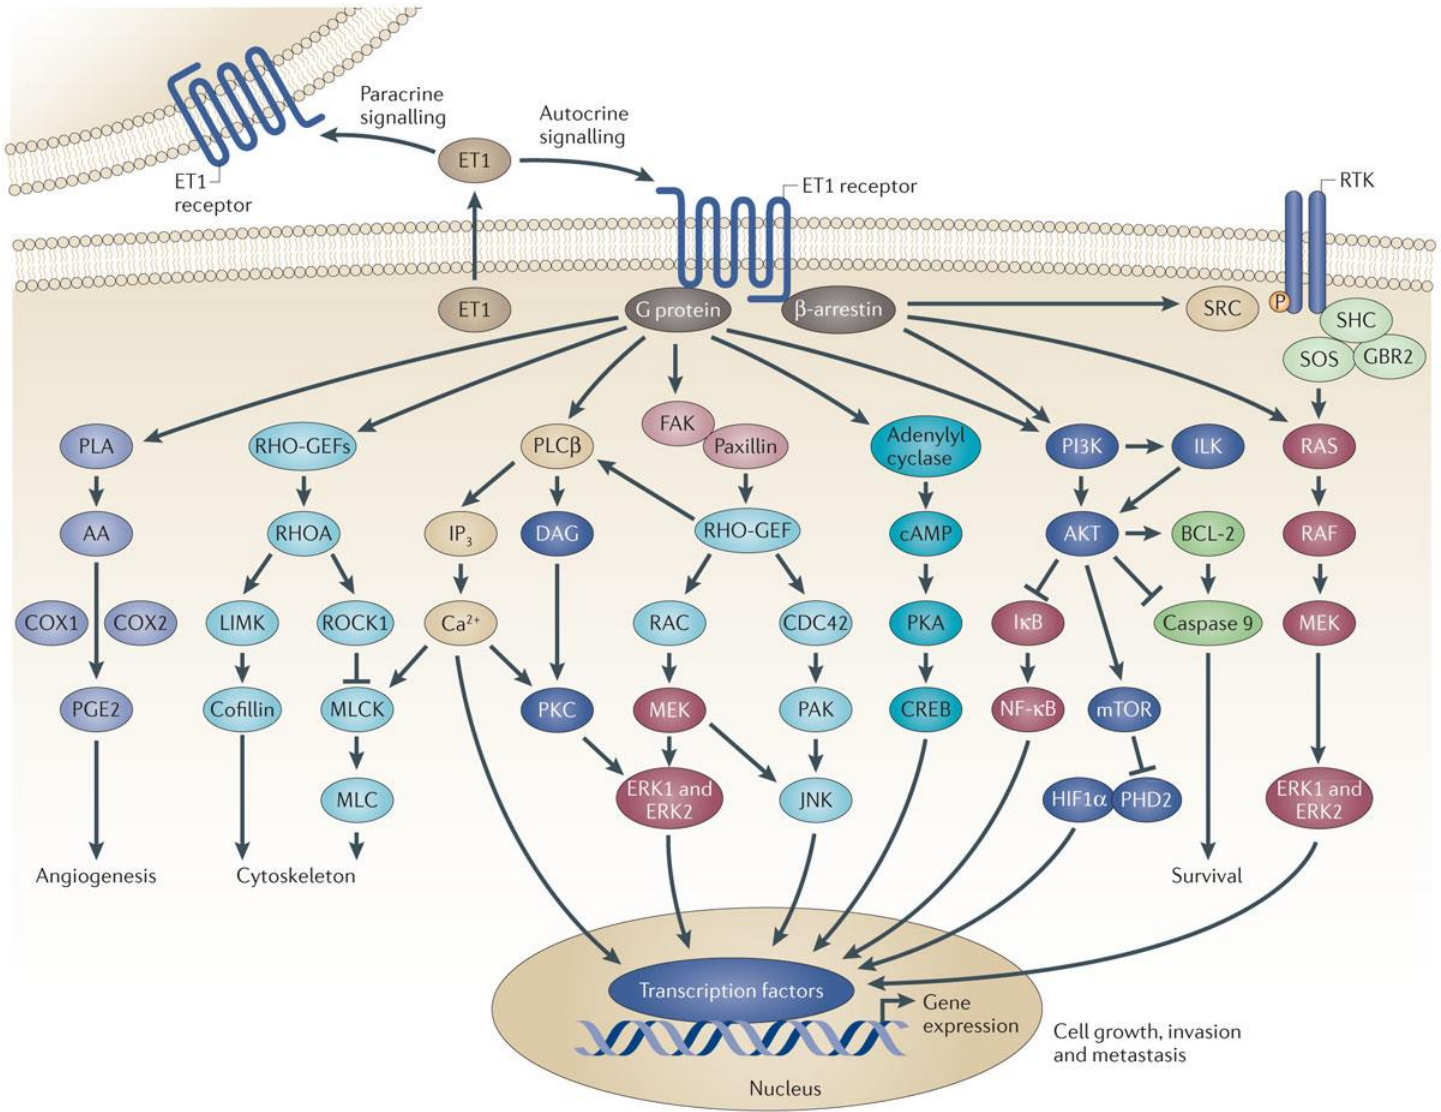 Paracrine
signalling
Autocrine
signalling
ET1
ET1
receptor
ET1 receptor
RTK
ET1
G protein
β-arrestin
SRC
P
SHC
SOS
GBR2
PLA
RHO-GEFs
PLCβ
FAK
Paxillin
Adenylyl
cyclase
PI3K
ILK
RAS
AA
RHOA
IP3
DAG
RHO-GEF
cAMP
AKT
BCL-2
RAF
COX1
COX2
LIMK
ROCK1
Ca²⁺
RAC
CDC42
PKA
IκB
Caspase 9
MEK
PGE2
Cofillin
MLCK
PKC
MEK
PAK
CREB
NF-κB
mTOR
MLC
ERK1 and
ERK2
JNK
HIF1α
PHD2
ERK1 and
ERK2
Angiogenesis
Cytoskeleton
Survival
Transcription factors
Gene
expression
Cell growth, invasion
and metastasis
Nucleus